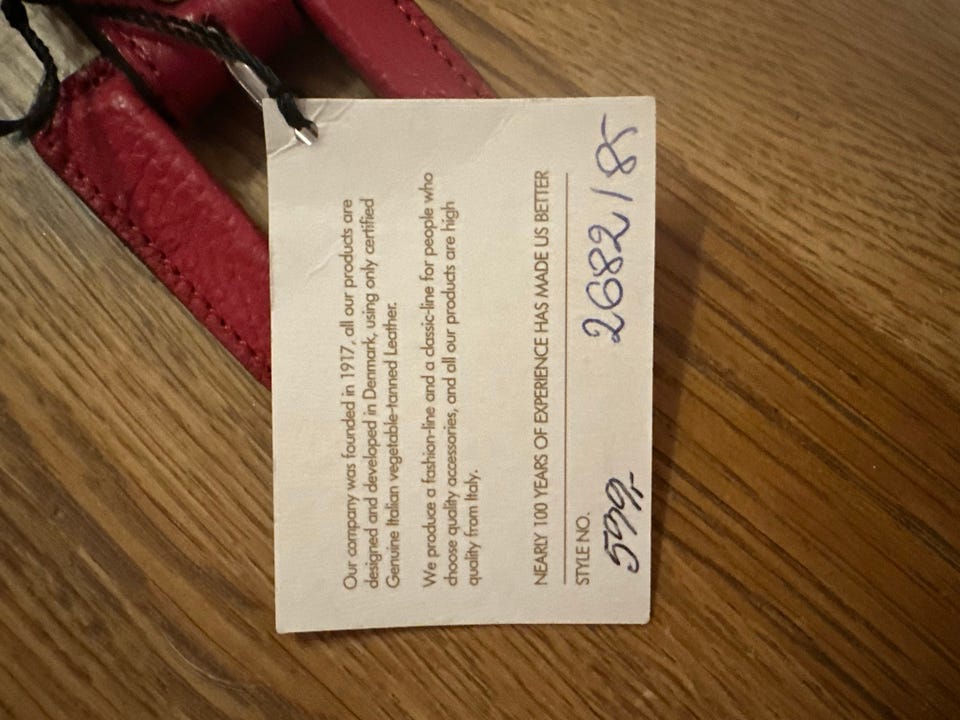 Our company was founded in 1917, all our products are
designed and developed in Denmark, using only certified
Genuine Italian vegetable-tanned Leather.
We produce a fashion-line and a classic-line for people who
choose quality accessories, and all our products are high
quality from Italy.
NEARLY 100 YEARS OF EXPERIENCE HAS MADE US BETTER
STYLE NO. 2682 / 85
599,-